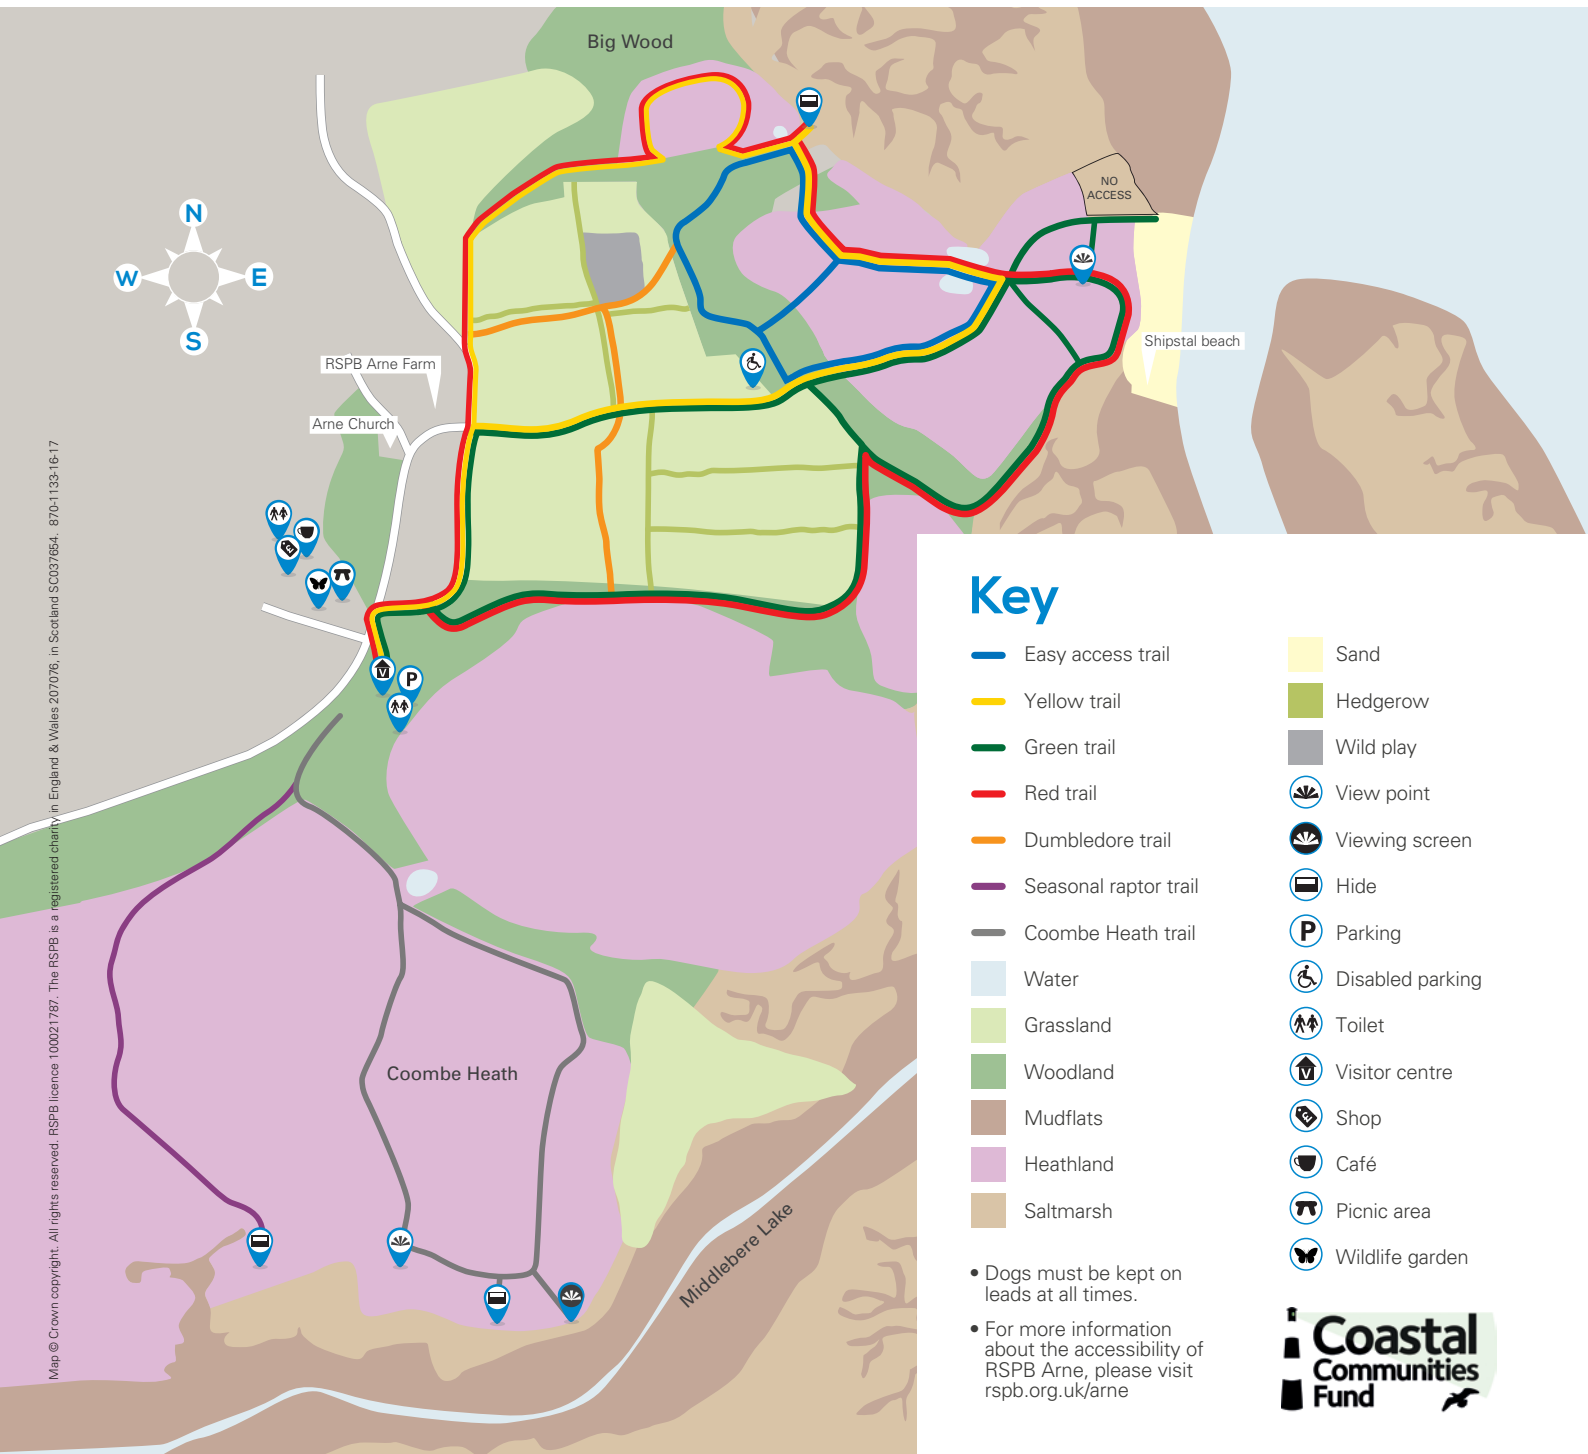 Big Wood
NO
ACCESS
N
W
E
S
Shipstal beach
RSPB Arne Farm
Arne Church
P
V
Coombe Heath
Middlebere Lake
Map © Crown copyright. All rights reserved. RSPB licence 100021787. The RSPB is a registered charity in England & Wales 207076, in Scotland SC037654. 870-1133-16-17
Key
Easy access trail
Yellow trail
Green trail
Red trail
Dumbledore trail
Seasonal raptor trail
Coombe Heath trail
Water
Grassland
Woodland
Mudflats
Heathland
Saltmarsh
Sand
Hedgerow
Wild play
View point
Viewing screen
Hide
P Parking
Disabled parking
Toilet
V Visitor centre
£ Shop
Café
Picnic area
Wildlife garden
• Dogs must be kept on
leads at all times.
• For more information
about the accessibility of
RSPB Arne, please visit
rspb.org.uk/arne
Coastal
Communities
Fund